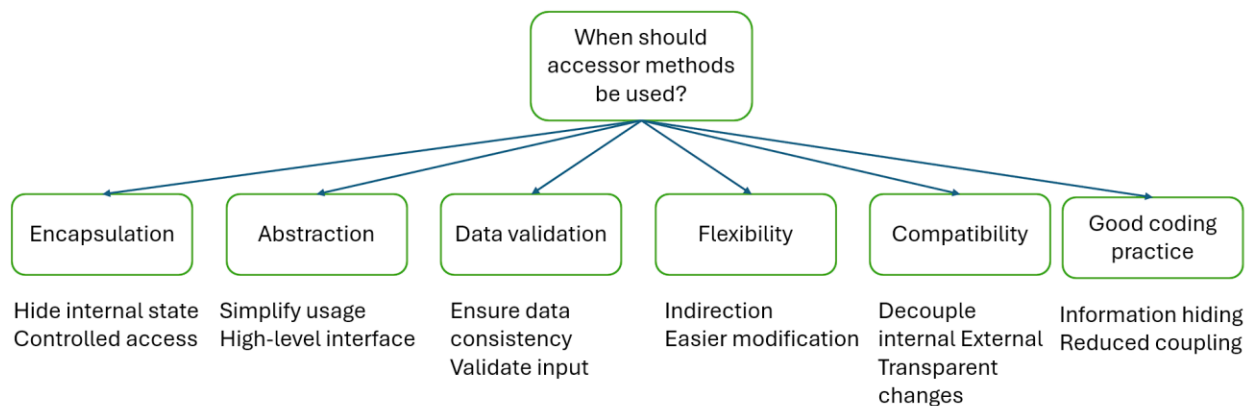 When should
accessor methods
be used?
Encapsulation
Abstraction
Data validation
Flexibility
Compatibility
Good coding
practice
Hide internal state
Controlled access
Simplify usage
High-level interface
Ensure data
consistency
Validate input
Indirection
Easier modification
Decouple
internal External
Transparent
changes
Information hiding
Reduced coupling